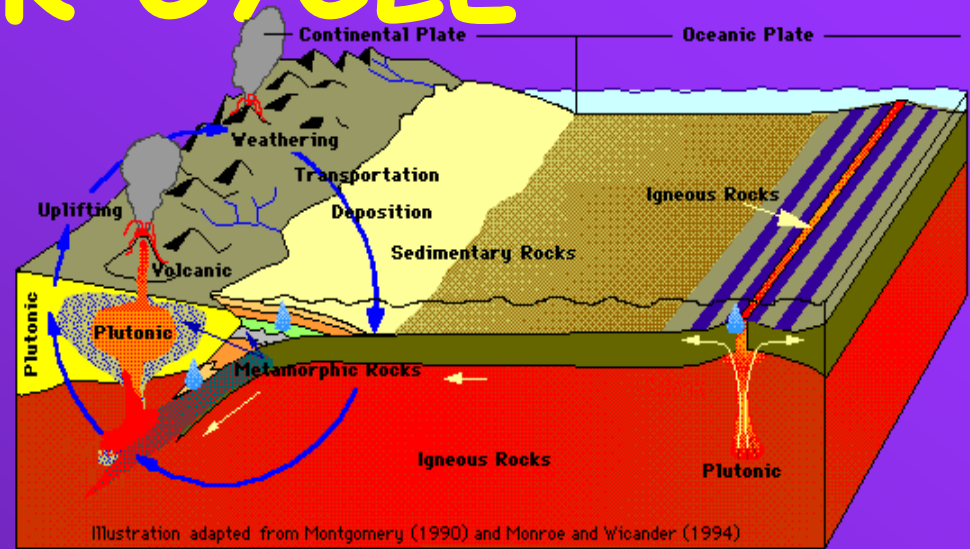 R CYCLE
Continental Plate
Oceanic Plate
Weathering
Transportation
Igneous Rocks
Uplifting
Deposition
Sedimentary Rocks
Volcanic
Plutonic
Plutonic
Metamorphic Rocks
Igneous Rocks
Plutonic
Illustration adapted from Montgomery (1990) and Monroe and Wicander (1994)